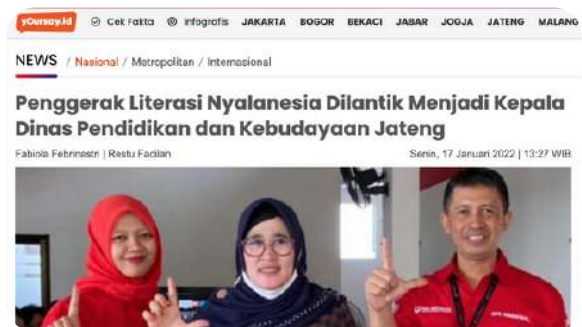 yOursay.id Cek Fakta Infografis JAKARTA BOGOR BEKACI JABAR JOGJA JATENG MALANG
NEWS / Nasional / Metropolitan / Internasional
Penggerak Literasi Nyalanesia Dilantik Menjadi Kepala
Dinas Pendidikan dan Kebudayaan Jateng
Fabiola Febrinastri | Restu Fadilah Senin, 17 Januari 2022 | 13:27 WIB